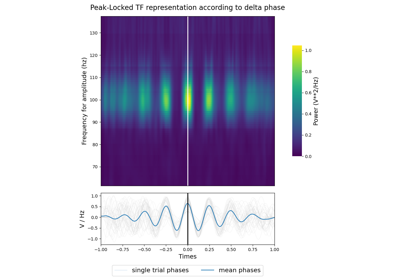 Peak-Locked TF representation according to delta phase
Frequency for amplitude (hz)
130
120
110
100
90
80
70
Power (V**2/Hz)
1.0
0.8
0.6
0.4
0.2
0.0
V / Hz
1.0
0.5
0.0
−0.5
−1.0
−1.00 −0.75 −0.50 −0.25 0.00 0.25 0.50 0.75 1.00
Times
single trial phases mean phases